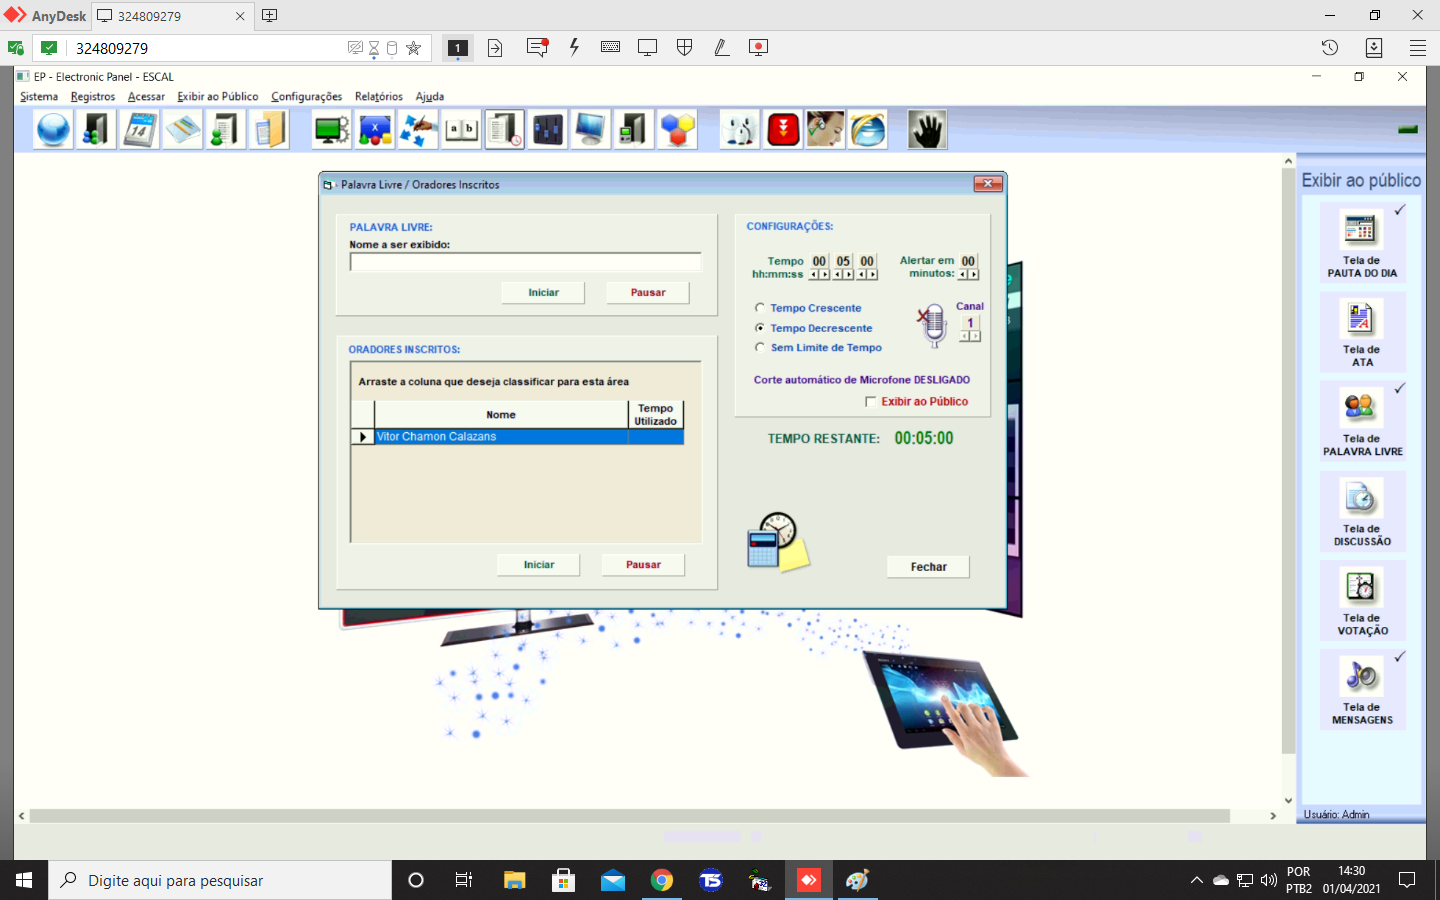 AnyDesk
324809279
324809279
1
EP - Electronic Panel - ESCAL
Sistema Registros Acessar Exibir ao Público Configurações Relatórios Ajuda
14
X
a b
Palavra Livre / Oradores Inscritos
PALAVRA LIVRE:
Nome a ser exibido:
Iniciar Pausar
ORADORES INSCRITOS:
Arraste a coluna que deseja classificar para esta área
Nome Tempo Utilizado
Vitor Chamon Calazans
Iniciar Pausar
CONFIGURAÇÕES:
Tempo 00 05 00 Alertar em 00
hh:mm:ss minutos:
Tempo Crescente
Tempo Decrescente
Sem Limite de Tempo
Canal
1
Corte automático de Microfone DESLIGADO
Exibir ao Público
TEMPO RESTANTE: 00:05:00
Fechar
Exibir ao público
Tela de
PAUTA DO DIA
Tela de
ATA
Tela de
PALAVRA LIVRE
Tela de
DISCUSSÃO
Tela de
VOTAÇÃO
Tela de
MENSAGENS
Usuário: Admin
Digite aqui para pesquisar
TS
POR
PTB2
14:30
01/04/2021